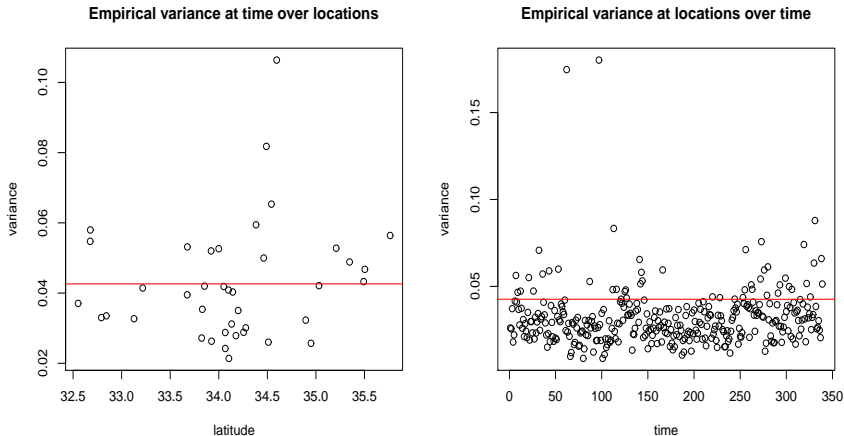 Empirical variance at time over locations
variance
0.02 0.04 0.06 0.08 0.10
32.5 33.0 33.5 34.0 34.5 35.0 35.5
latitude
Empirical variance at locations over time
variance
0.05 0.10 0.15
0 50 100 150 200 250 300 350
time